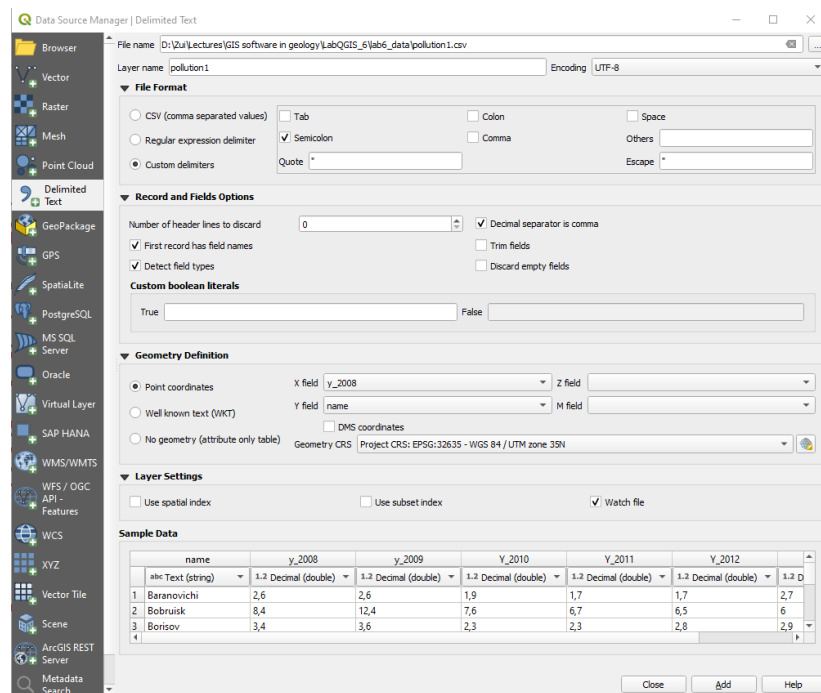 Data Source Manager | Delimited Text
Browser
Vector
Raster
Mesh
Point Cloud
Delimited
Text
GeoPackage
GPS
SpatiaLite
PostgreSQL
MS SQL
Server
Oracle
Virtual Layer
SAP HANA
WMS/WMTS
WFS / OGC
API -
Features
WCS
XYZ
Vector Tile
Scene
ArcGIS REST
Server
Metadata
Search
File name D:\Zui\Lectures\GIS software in geology\LabQGIS_6\lab6_data\pollution1.csv ...
Layer name pollution1 Encoding UTF-8
File Format
CSV (comma separated values) Tab Colon Space
Regular expression delimiter Semicolon Comma Others
Custom delimiters Quote " Escape "
Record and Fields Options
Number of header lines to discard 0 Decimal separator is comma
First record has field names Trim fields
Detect field types Discard empty fields
Custom boolean literals
True False
Geometry Definition
Point coordinates X field y_2008 Z field
Well known text (WKT) Y field name M field
DMS coordinates
No geometry (attribute only table) Geometry CRS Project CRS: EPSG:32635 - WGS 84 / UTM zone 35N
Layer Settings
Use spatial index Use subset index Watch file
Sample Data
name y_2008 y_2009 Y_2010 Y_2011 Y_2012
abc Text (string) 1.2 Decimal (double) 1.2 Decimal (double) 1.2 Decimal (double) 1.2 Decimal (double) 1.2 Decimal (double) 1.2 D
1 Baranovichi 2,6 2,6 1,9 1,7 1,7 2,7
2 Bobruisk 8,4 12,4 7,6 6,7 6,5 6
3 Borisov 3,4 3,6 2,3 2,3 2,8 2,9
Close Add Help